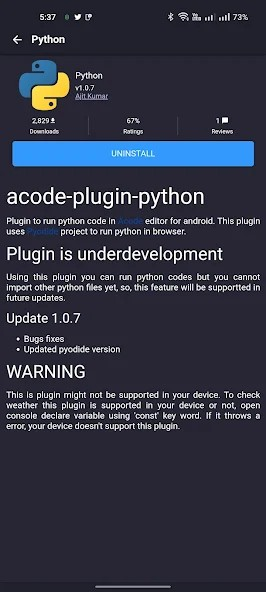 5:37 73%
Python
Python
v1.0.7
Ajit Kumar
2,829 67% 1
Downloads Ratings Reviews
UNINSTALL
acode-plugin-python
Plugin to run python code in Acode editor for android. This plugin
uses Pyodide project to run python in browser.
Plugin is underdevelopment
Using this plugin you can run python codes but you cannot
import other python files yet, so, this feature will be supportted in
future updates.
Update 1.0.7
• Bugs fixes
• Updated pyodide version
WARNING
This is plugin might not be supported in your device. To check
weather this plugin is supported in your device or not, open
console declare variable using 'const' key word. If it throws a
error, your device doesn't support this plugin.